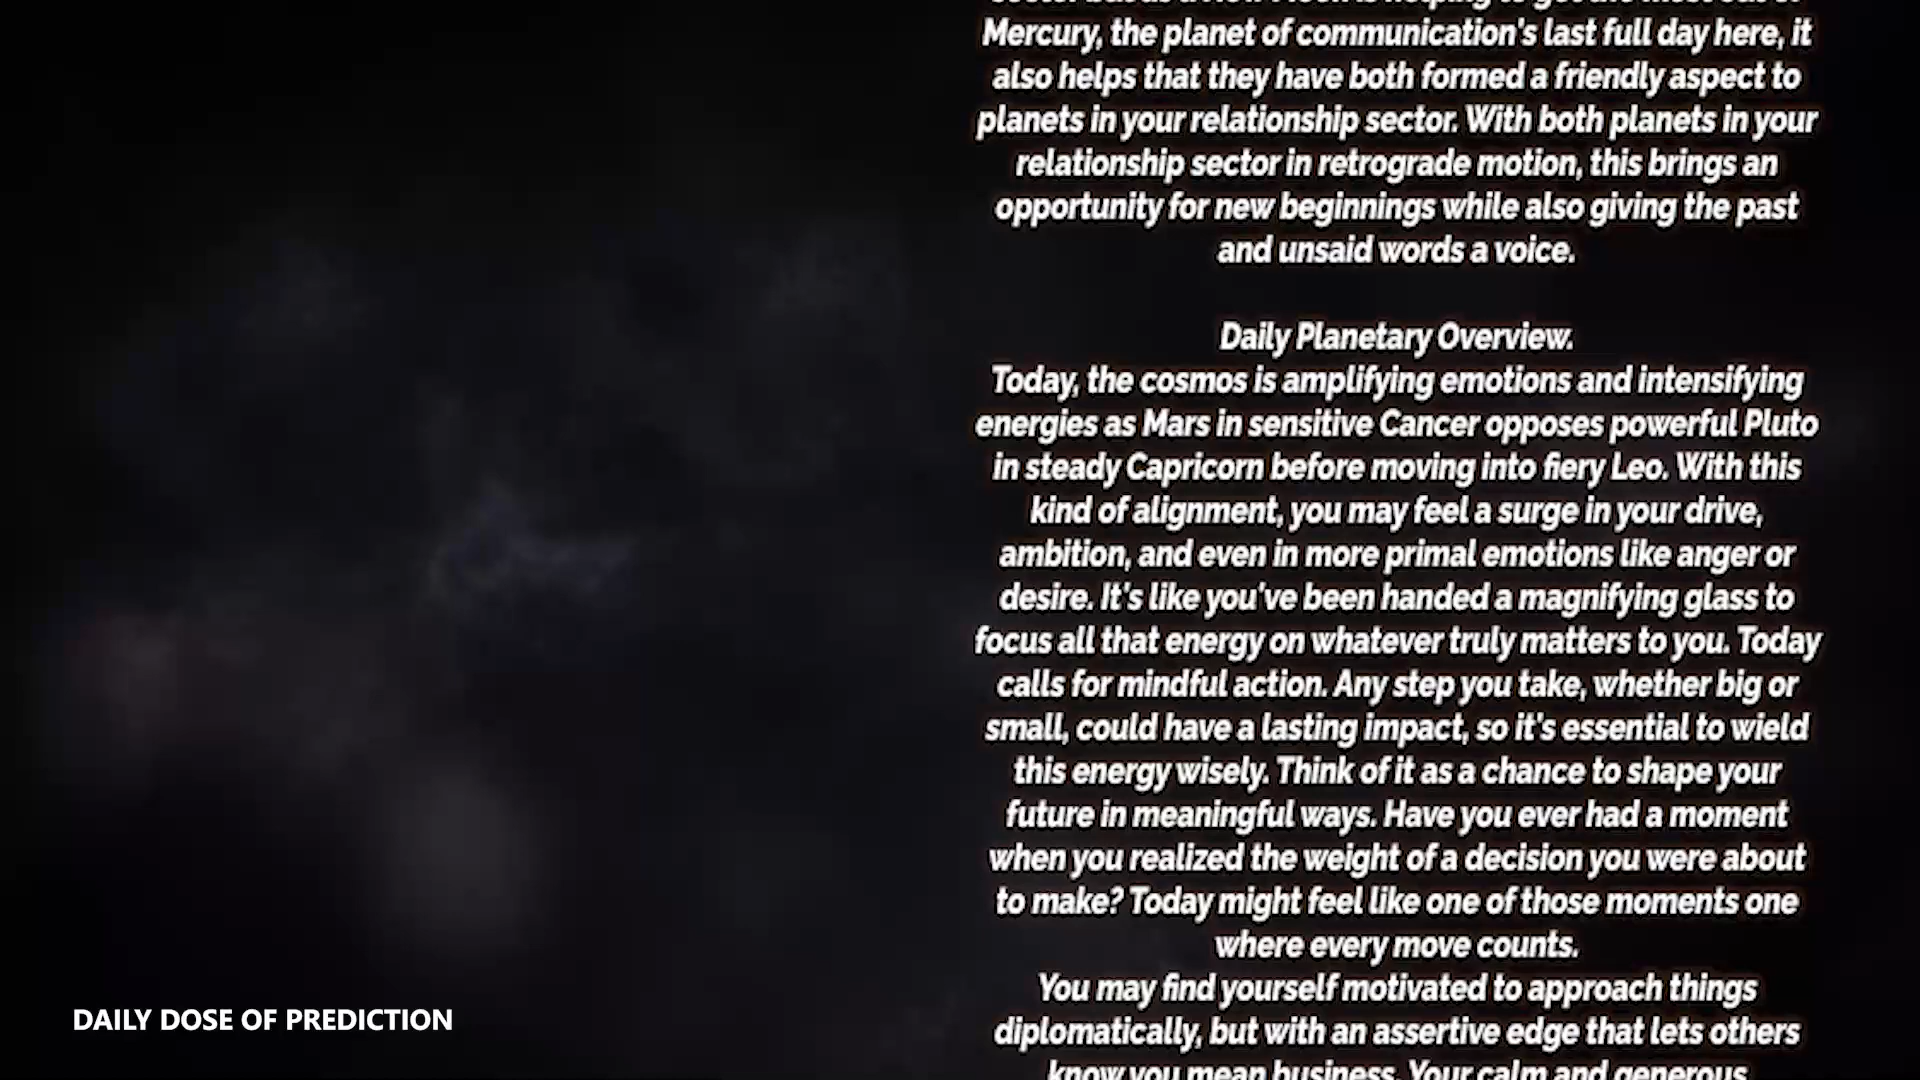 Mercury, the planet of communication's last full day here, it
also helps that they have both formed a friendly aspect to
planets in your relationship sector. With both planets in your
relationship sector in retrograde motion, this brings an
opportunity for new beginnings while also giving the past
and unsaid words a voice.
Daily Planetary Overview.
Today, the cosmos is amplifying emotions and intensifying
energies as Mars in sensitive Cancer opposes powerful Pluto
in steady Capricorn before moving into fiery Leo. With this
kind of alignment, you may feel a surge in your drive,
ambition, and even in more primal emotions like anger or
desire. It's like you've been handed a magnifying glass to
focus all that energy on whatever truly matters to you. Today
calls for mindful action. Any step you take, whether big or
small, could have a lasting impact, so it's essential to wield
this energy wisely. Think of it as a chance to shape your
future in meaningful ways. Have you ever had a moment
when you realized the weight of a decision you were about
to make? Today might feel like one of those moments one
where every move counts.
You may find yourself motivated to approach things
diplomatically, but with an assertive edge that lets others
know you mean business. Your calm and generous
DAILY DOSE OF PREDICTION